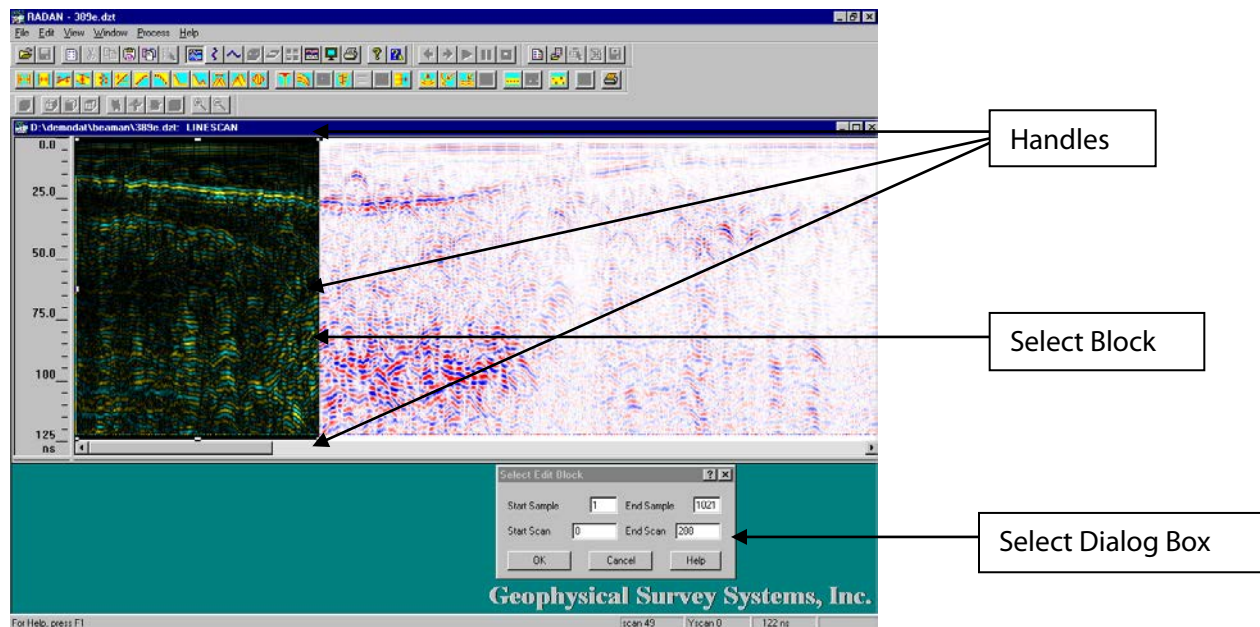 RADAN - 389e.dzt
File Edit View Window Process Help
D:\demodat\beaman\389e.dzt: LINESCAN
0.0
25.0
50.0
75.0
100
125
ns
Handles
Select Block
Select Edit Block
Start Sample 1 End Sample 1021
Start Scan 0 End Scan 200
OK Cancel Help
Select Dialog Box
Geophysical Survey Systems, Inc.
For Help, press F1
scan 49 Yscan 0 122 ns